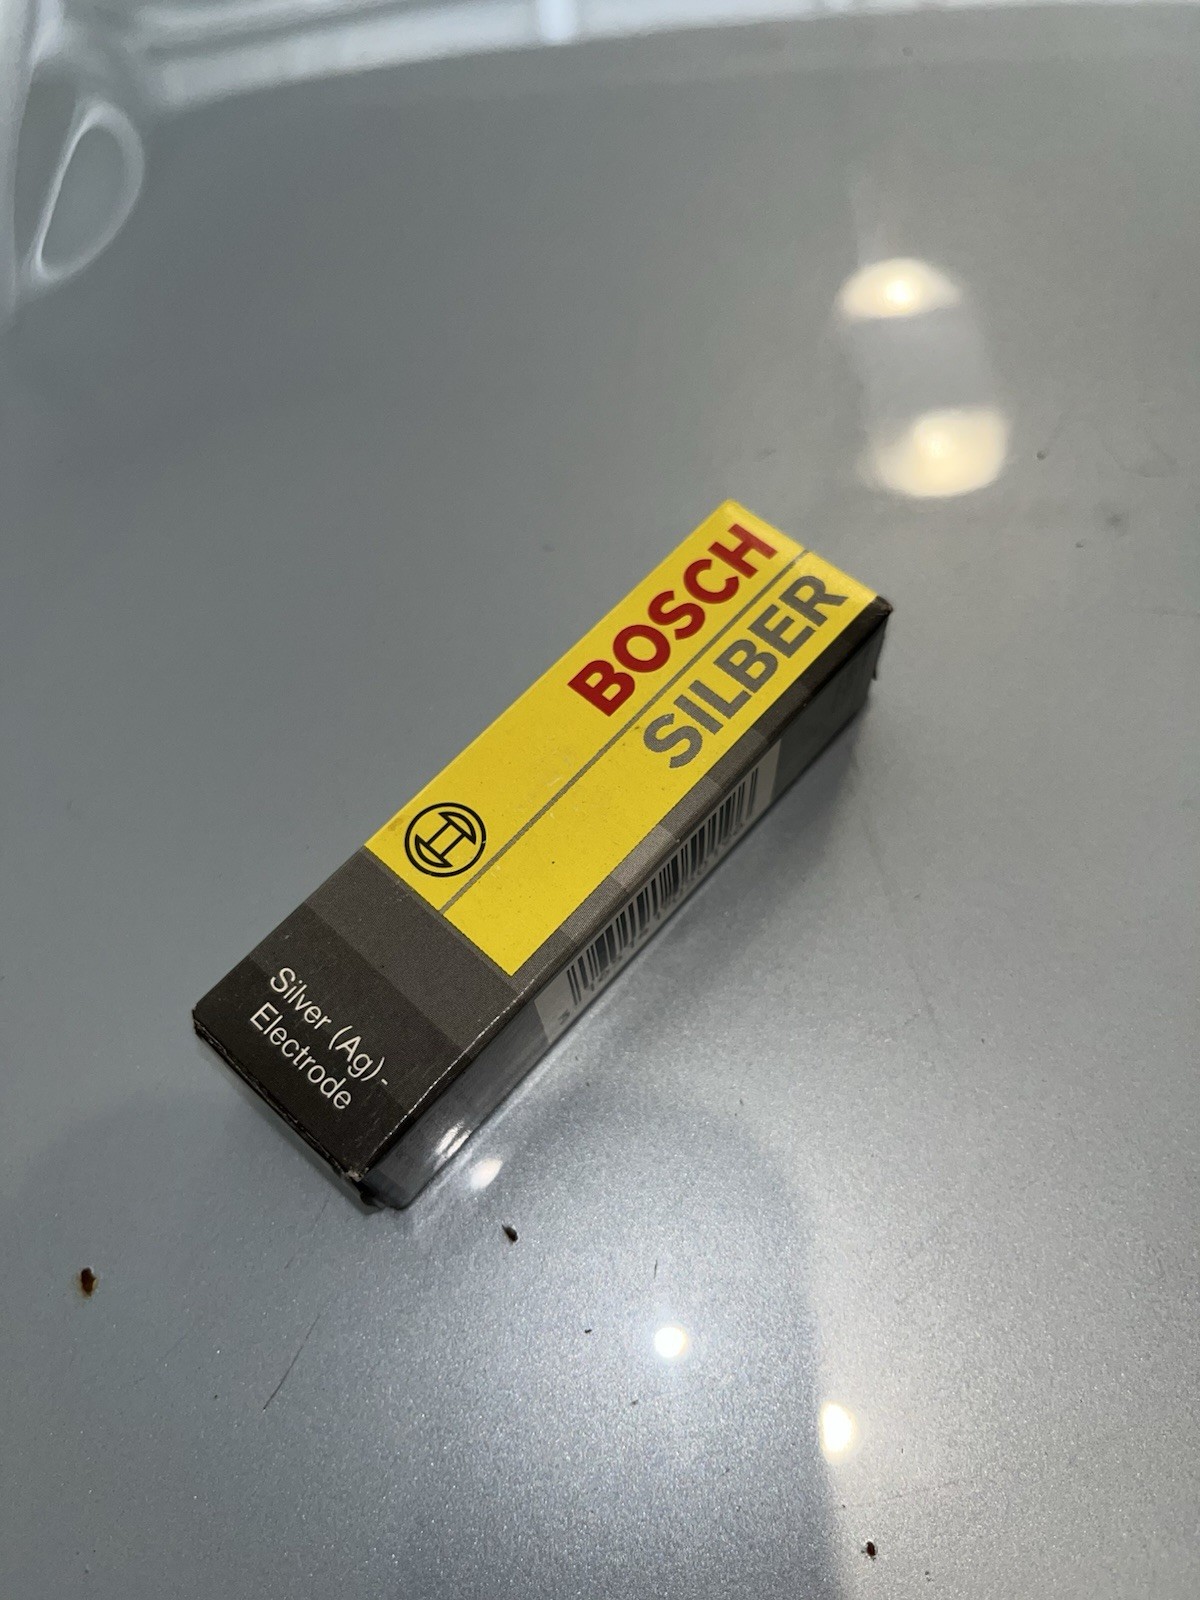 BOSCH
SILBER
Silver (Ag)-
Electrode